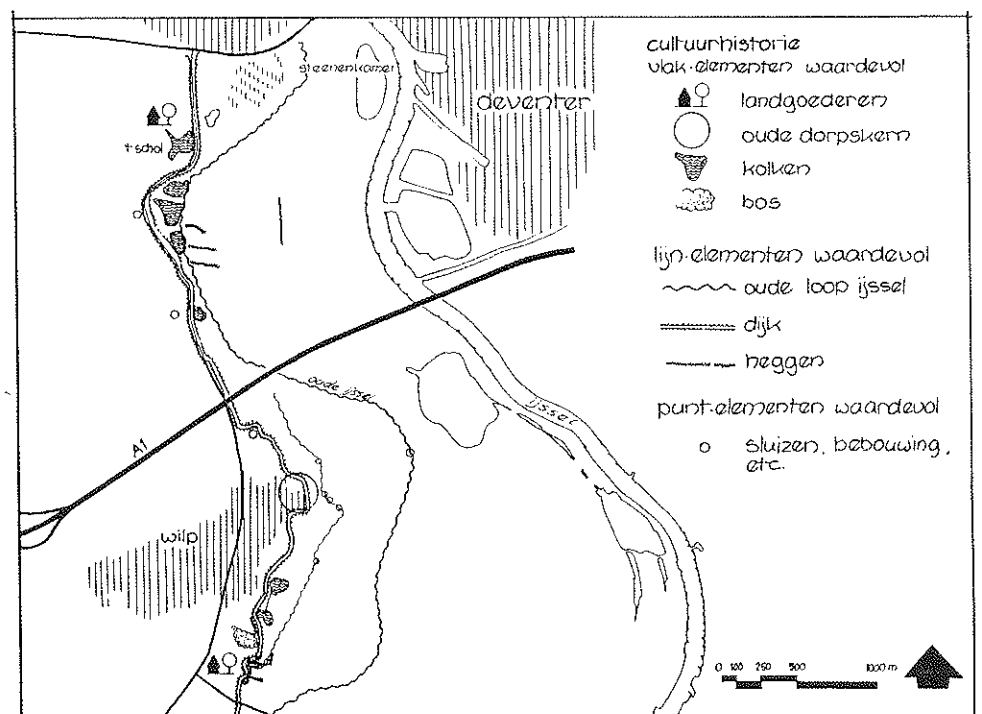 steenenkamer
deventer
't schol
oude ijssel
ijssel
A1
wilp
cultuurhistorie
vlak-elementen waardevol
landgoederen
oude dorpskern
kolken
bos
lijn-elementen waardevol
oude loop ijssel
dijk
heggen
punt-elementen waardevol
sluizen, bebouwing,
etc.
0 100 250 500 1000 m